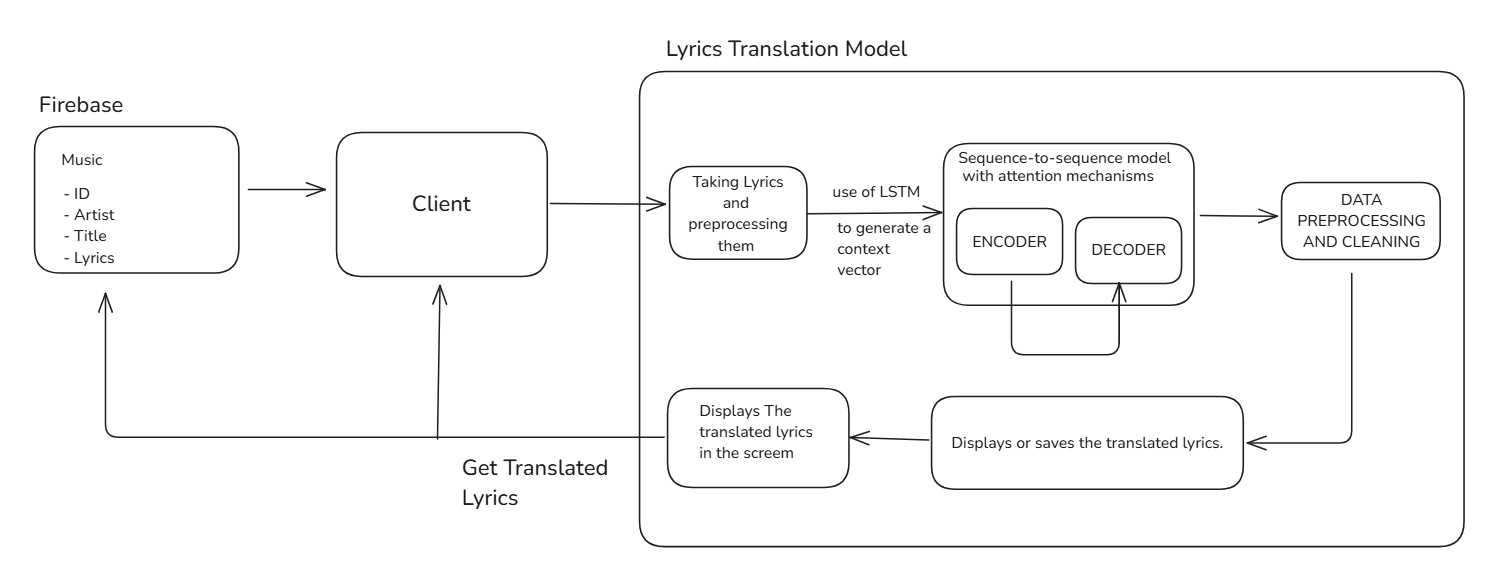 Lyrics Translation Model
Firebase
Music
- ID
- Artist
- Title
- Lyrics
Client
Taking Lyrics
and
preprocessing
them
use of LSTM
to generate a
context
vector
Sequence-to-sequence model
with attention mechanisms
ENCODER
DECODER
DATA
PREPROCESSING
AND CLEANING
Displays The
translated lyrics
in the screem
Displays or saves the translated lyrics.
Get Translated
Lyrics